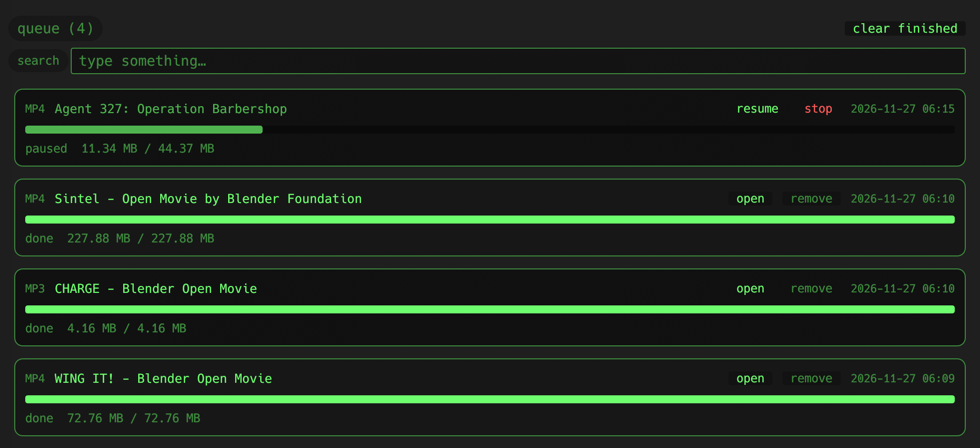 queue (4) clear finished
search type something…
MP4 Agent 327: Operation Barbershop resume stop 2026-11-27 06:15
paused 11.34 MB / 44.37 MB
MP4 Sintel – Open Movie by Blender Foundation open remove 2026-11-27 06:10
done 227.88 MB / 227.88 MB
MP3 CHARGE – Blender Open Movie open remove 2026-11-27 06:10
done 4.16 MB / 4.16 MB
MP4 WING IT! – Blender Open Movie open remove 2026-11-27 06:09
done 72.76 MB / 72.76 MB